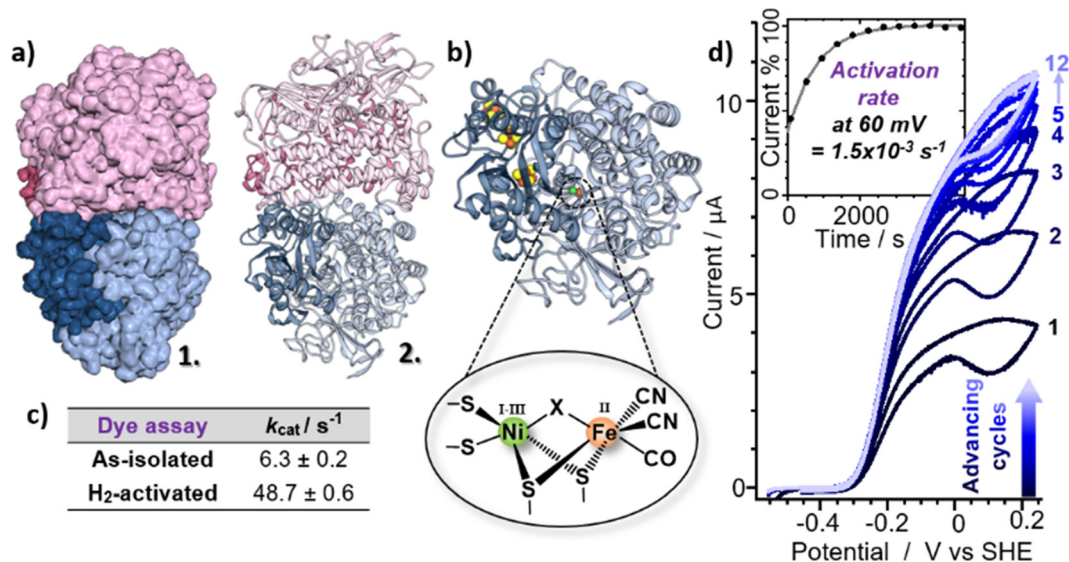 a)
1.
2.
b)
–S
–S
I-III
Ni
X
II
Fe
CN
CN
CO
S
S
c)
Dye assay k_cat / s⁻¹
As-isolated 6.3 ± 0.2
H₂-activated 48.7 ± 0.6
d)
Current %
100
0
Activation
rate
at 60 mV
= 1.5x10⁻³ s⁻¹
0 2000
Time / s
Current / µA
10
5
0
12
5
4
3
2
1
Advancing
cycles
-0.4 -0.2 0 0.2
Potential / V vs SHE